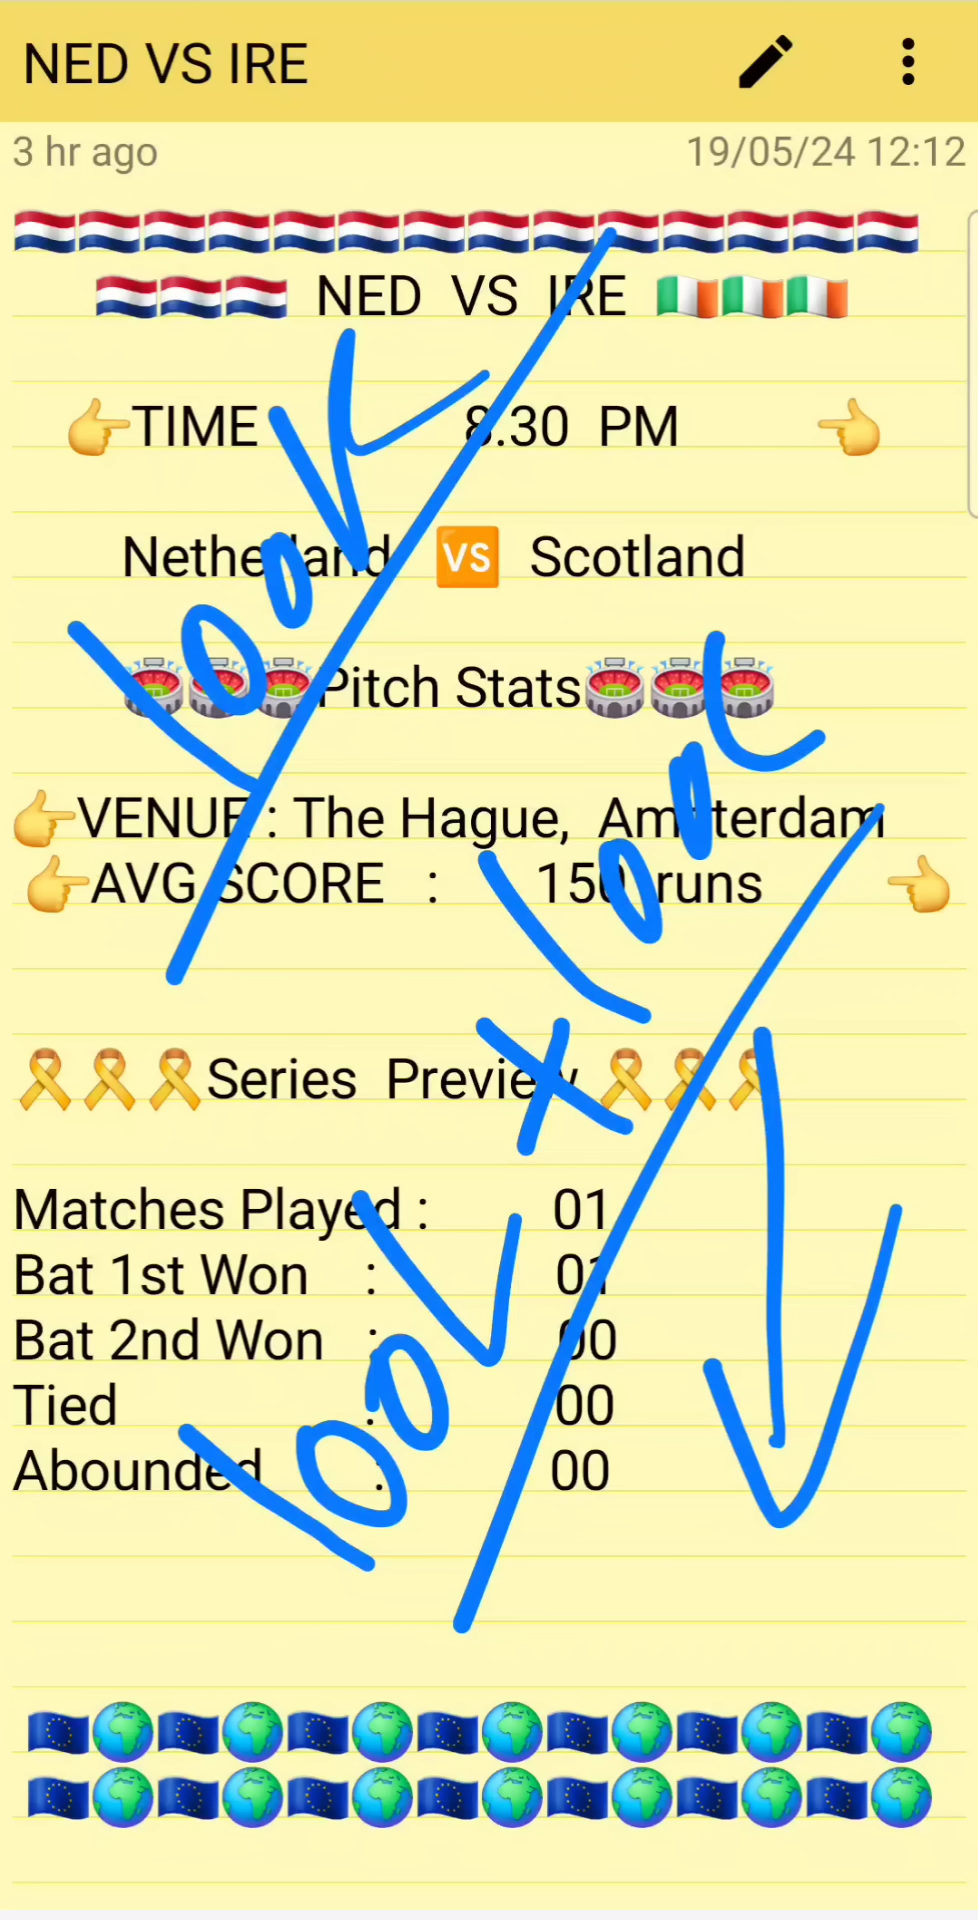 NED VS IRE
3 hr ago 19/05/24 12:12
NED VS IRE
TIME 8.30 PM
Netherland VS Scotland
Pitch Stats
VENUE : The Hague, Amsterdam
AVG SCORE : 150 runs
Series Preview
Matches Played : 01
Bat 1st Won : 01
Bat 2nd Won : 00
Tied : 00
Abounded : 00
100K